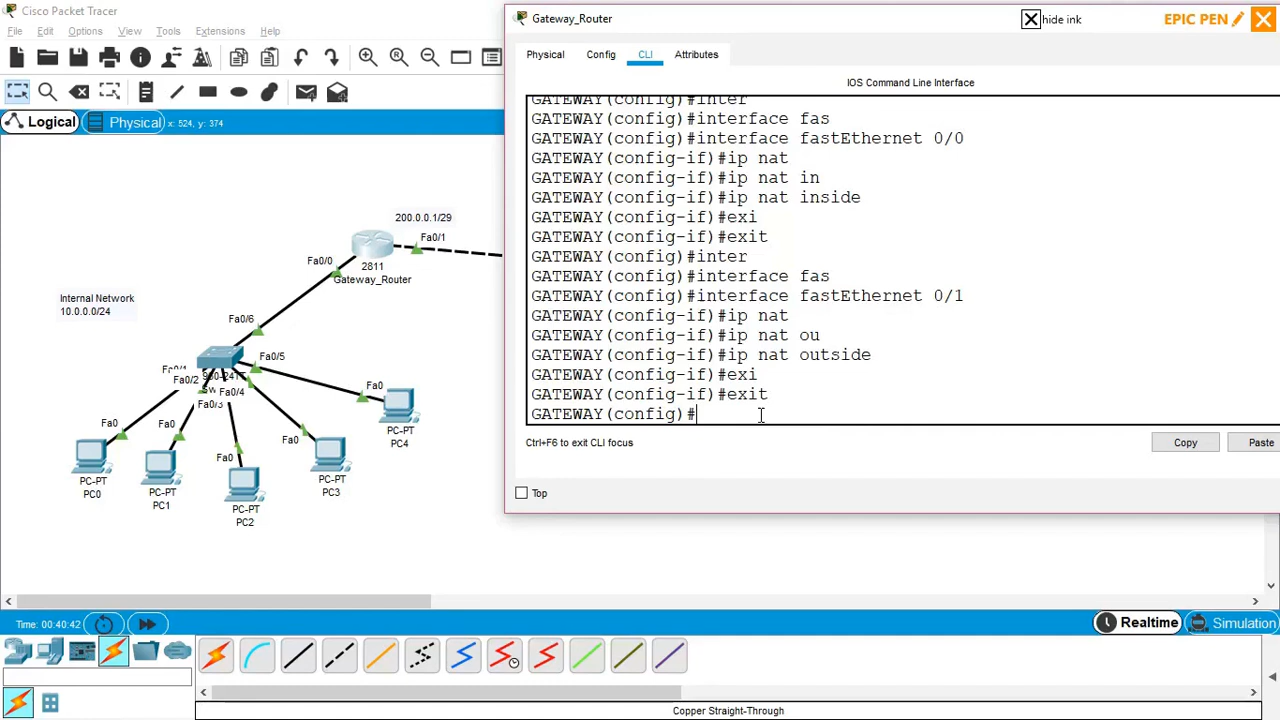 Cisco Packet Tracer
File Edit Options View Tools Extensions Help
Logical Physical x: 524, y: 374
200.0.0.1/29
Fa0/1
Fa0/0
2811
Gateway_Router
Internal Network
10.0.0.0/24
Fa0/6
Fa0/5
Fa0/2
Fa0/4
Fa0/3
Fa0
PC-PT
PC4
Fa0
Fa0
Fa0
Fa0
PC-PT
PC0
PC-PT
PC1
PC-PT
PC2
PC-PT
PC3
Gateway_Router
hide ink
EPIC PEN
Physical Config CLI Attributes
IOS Command Line Interface
GATEWAY(config)#inter
GATEWAY(config)#interface fas
GATEWAY(config)#interface fastEthernet 0/0
GATEWAY(config-if)#ip nat
GATEWAY(config-if)#ip nat in
GATEWAY(config-if)#ip nat inside
GATEWAY(config-if)#exi
GATEWAY(config-if)#exit
GATEWAY(config)#inter
GATEWAY(config)#interface fas
GATEWAY(config)#interface fastEthernet 0/1
GATEWAY(config-if)#ip nat
GATEWAY(config-if)#ip nat ou
GATEWAY(config-if)#ip nat outside
GATEWAY(config-if)#exi
GATEWAY(config-if)#exit
GATEWAY(config)#
Ctrl+F6 to exit CLI focus
Copy Paste
Top
Time: 00:40:42
Realtime Simulation
Copper Straight-Through